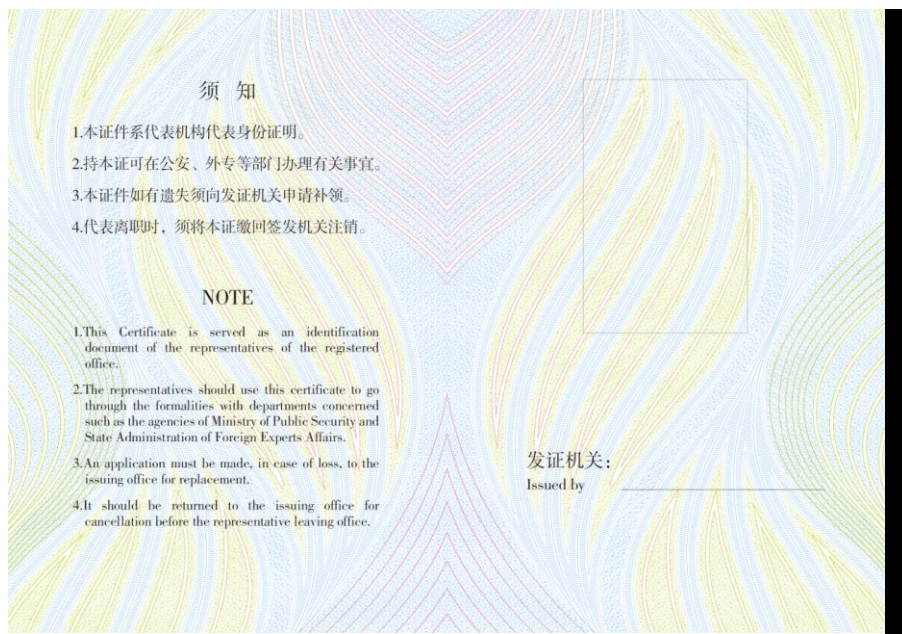 须 知
1.本证件系代表机构代表身份证明。
2.持本证可在公安、外专等部门办理有关事宜。
3.本证件如有遗失须向发证机关申请补领。
4.代表离职时，须将本证缴回签发机关注销。
NOTE
1.This Certificate is served as an identification
document of the representatives of the registered
office.
2.The representatives should use this certificate to go
through the formalities with departments concerned
such as the agencies of Ministry of Public Security and
State Administration of Foreign Experts Affairs.
3.An application must be made, in case of loss, to the
issuing office for replacement.
4.It should be returned to the issuing office for
cancellation before the representative leaving office.
发证机关：
Issued by